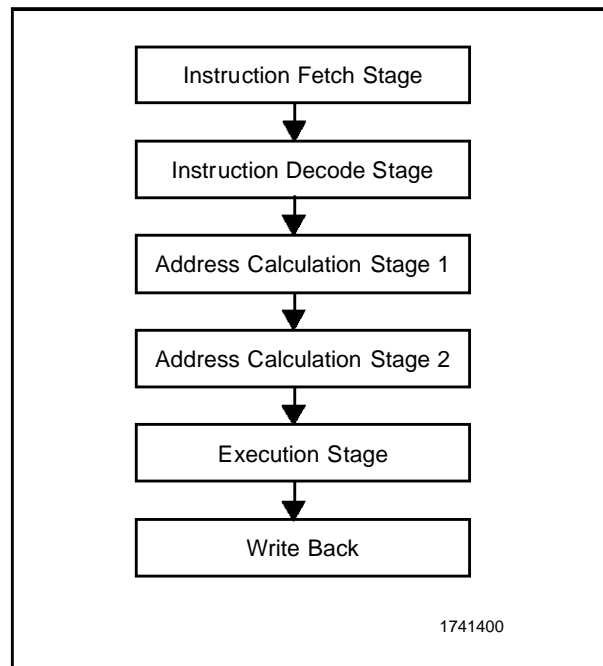 Instruction Fetch Stage
Instruction Decode Stage
Address Calculation Stage 1
Address Calculation Stage 2
Execution Stage
Write Back
1741400